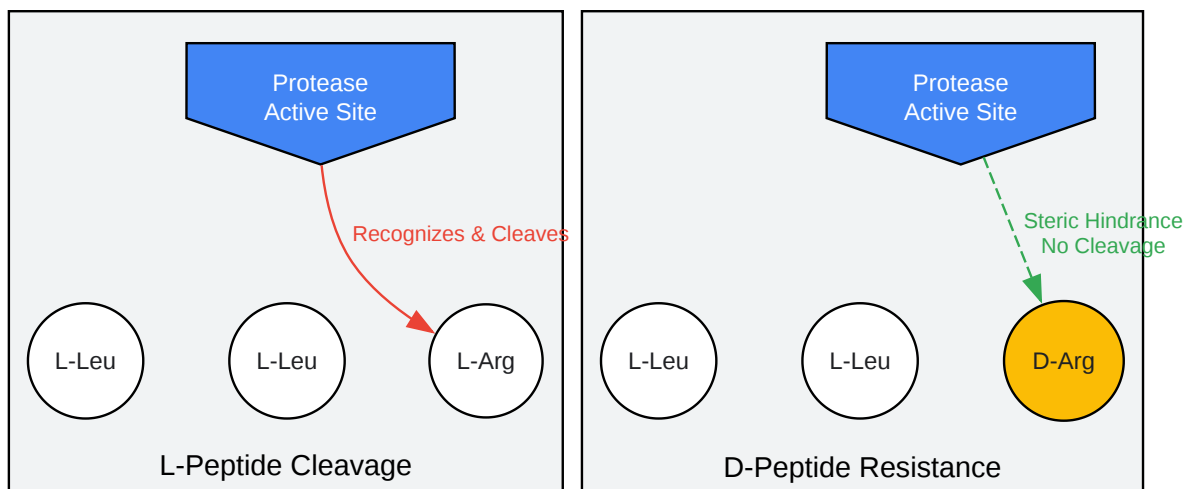 Protease
Active Site
Recognizes & Cleaves
L-Leu
L-Leu
L-Arg
L-Peptide Cleavage
Protease
Active Site
Steric Hindrance
No Cleavage
L-Leu
L-Leu
D-Arg
D-Peptide Resistance